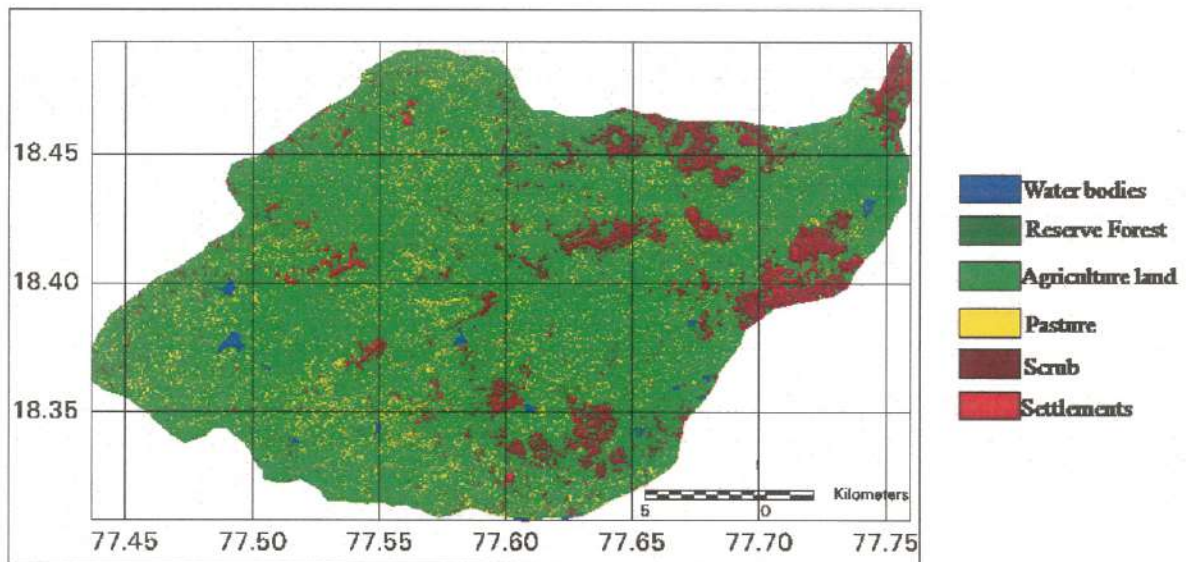 18.45
18.40
18.35
77.45 77.50 77.55 77.60 77.65 77.70 77.75
Kilometers
5 0
Water bodies
Reserve Forest
Agriculture land
Pasture
Scrub
Settlements